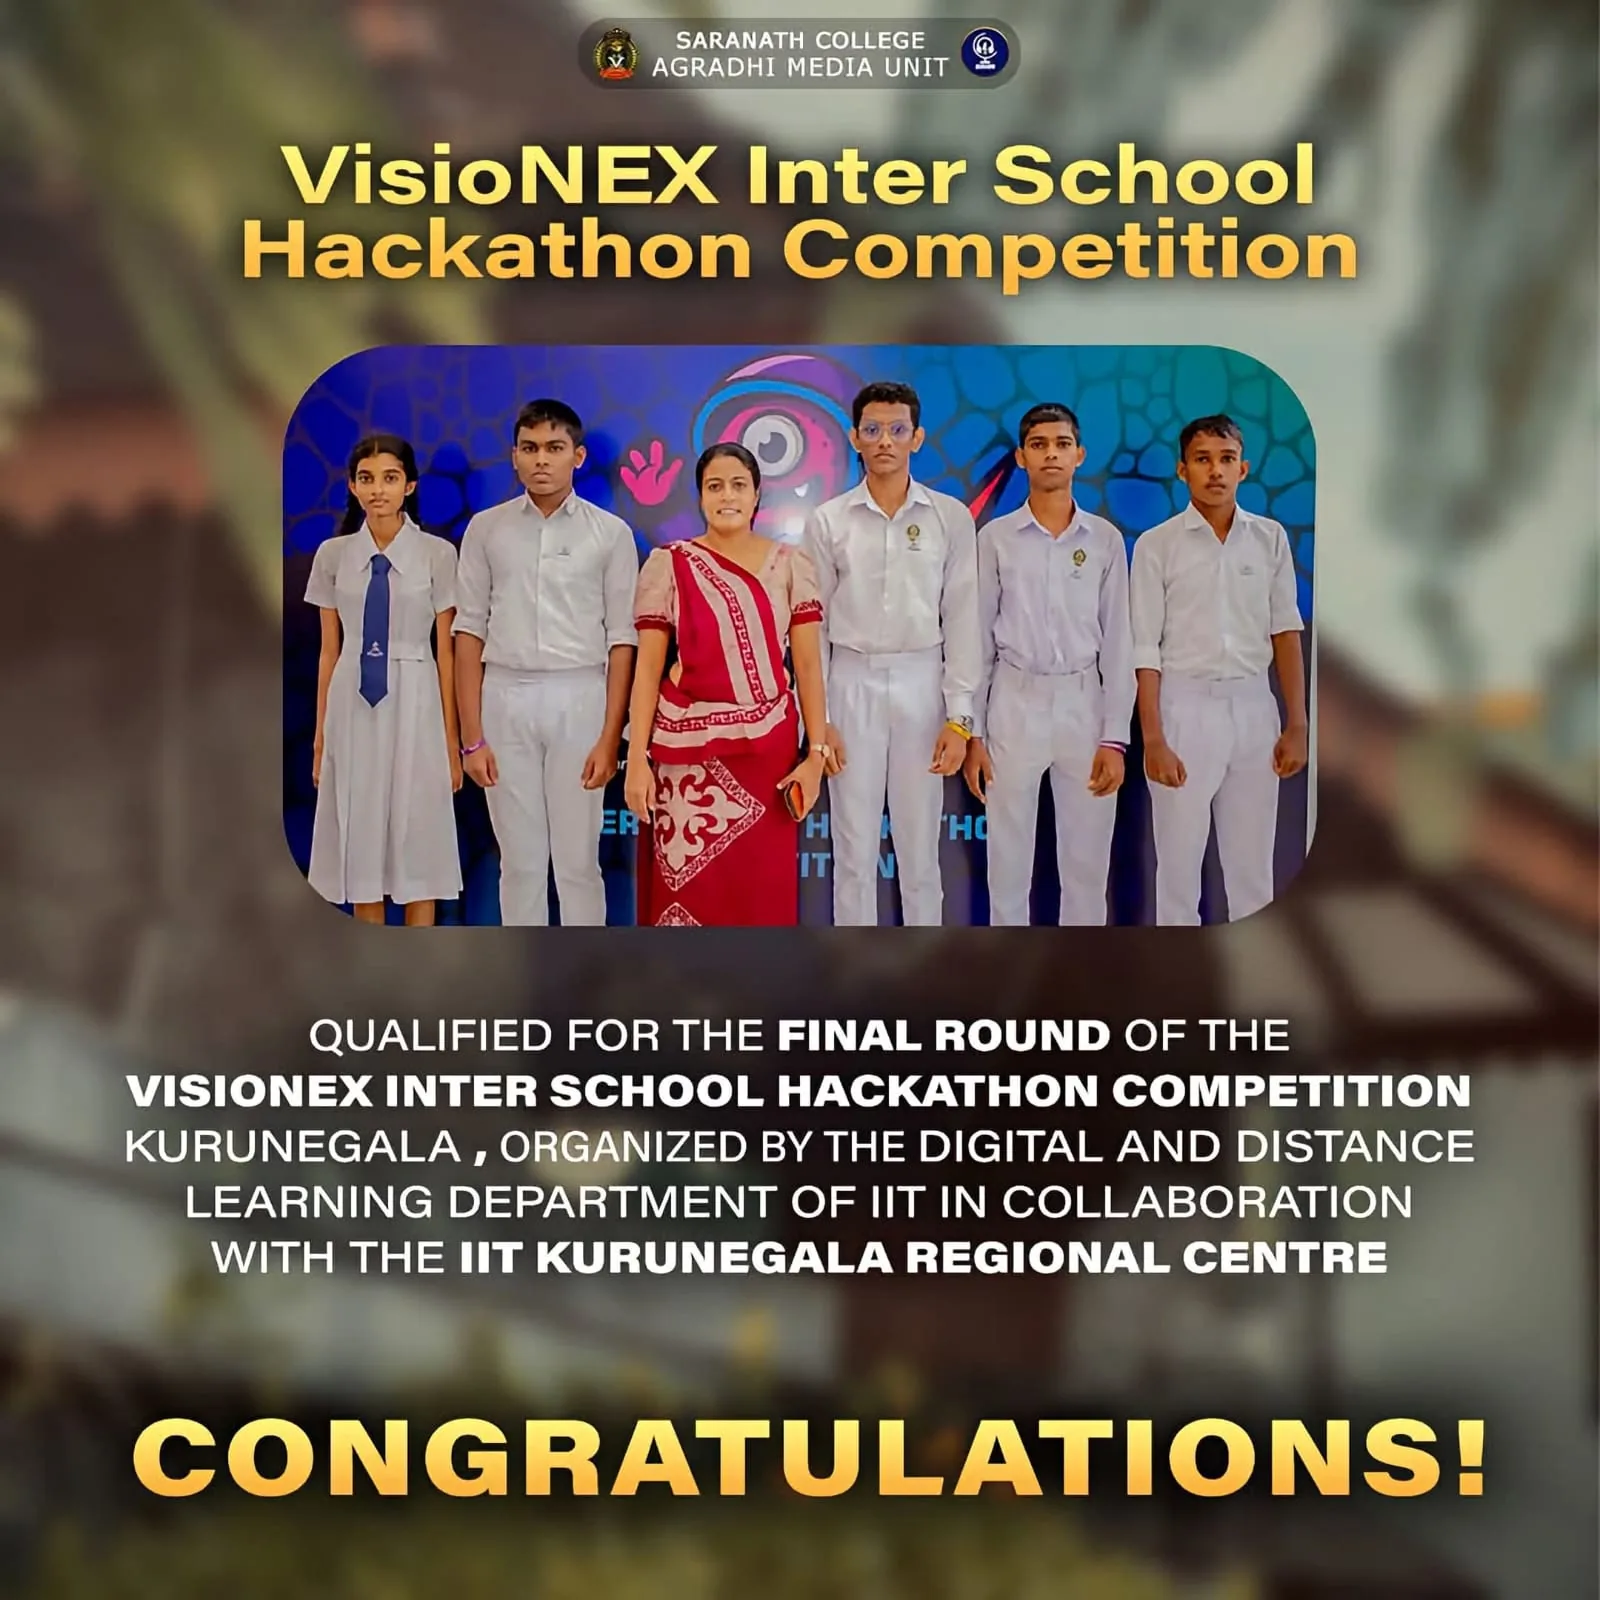 SARANATH COLLEGE
AGRADHI MEDIA UNIT
VisioNEX Inter School
Hackathon Competition
QUALIFIED FOR THE FINAL ROUND OF THE
VISIONEX INTER SCHOOL HACKATHON COMPETITION
KURUNEGALA , ORGANIZED BY THE DIGITAL AND DISTANCE
LEARNING DEPARTMENT OF IIT IN COLLABORATION
WITH THE IIT KURUNEGALA REGIONAL CENTRE
CONGRATULATIONS!